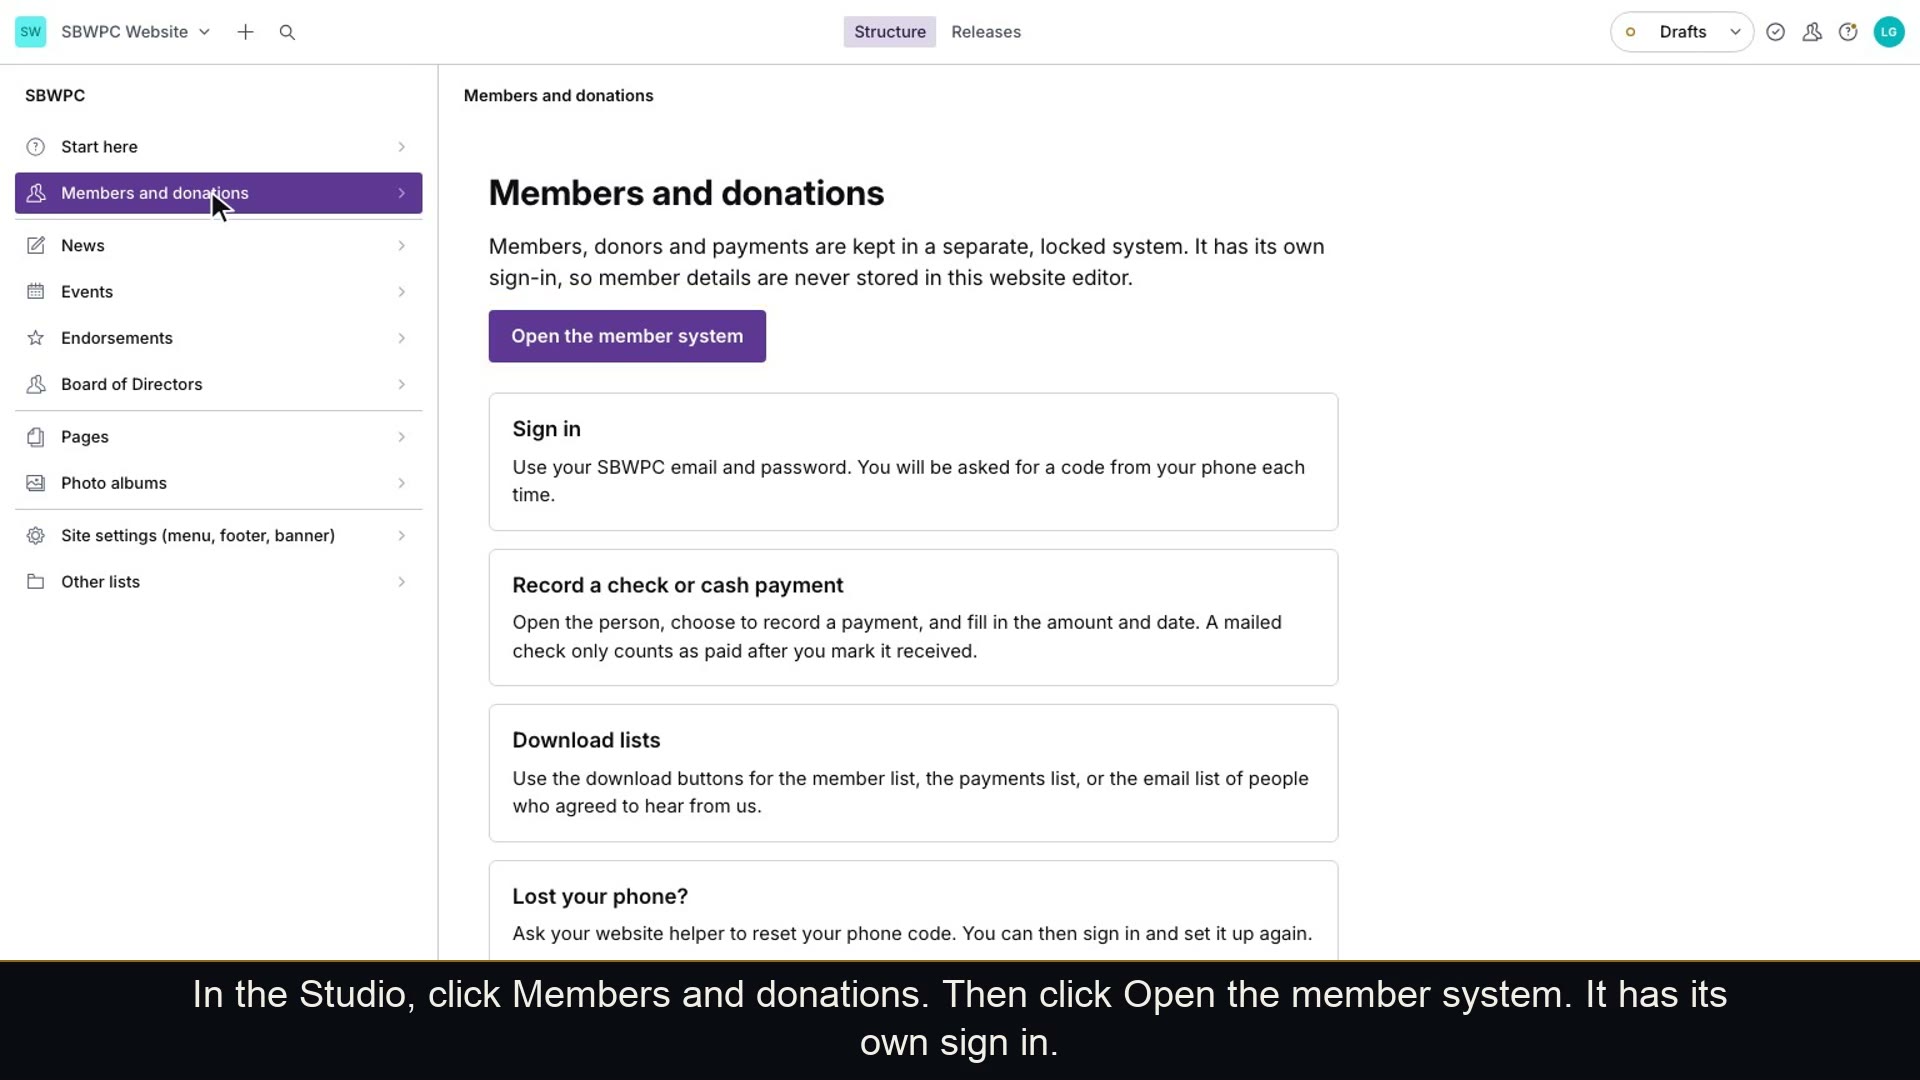 SW SBWPC Website
Structure Releases
Drafts
LG
SBWPC
Start here
Members and donations
News
Events
Endorsements
Board of Directors
Pages
Photo albums
Site settings (menu, footer, banner)
Other lists
Members and donations
Members and donations
Members, donors and payments are kept in a separate, locked system. It has its own
sign-in, so member details are never stored in this website editor.
Open the member system
Sign in
Use your SBWPC email and password. You will be asked for a code from your phone each
time.
Record a check or cash payment
Open the person, choose to record a payment, and fill in the amount and date. A mailed
check only counts as paid after you mark it received.
Download lists
Use the download buttons for the member list, the payments list, or the email list of people
who agreed to hear from us.
Lost your phone?
Ask your website helper to reset your phone code. You can then sign in and set it up again.
In the Studio, click Members and donations. Then click Open the member system. It has its
own sign in.